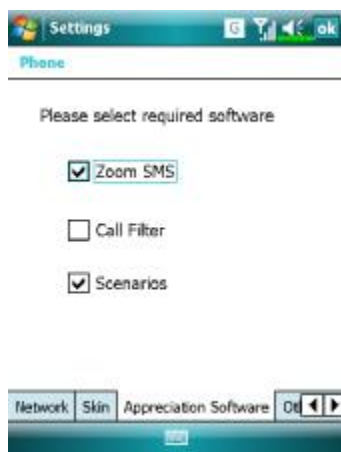 Settings G ok
Phone
Please select required software
Zoom SMS
Call Filter
Scenarios
Network Skin Appreciation Software